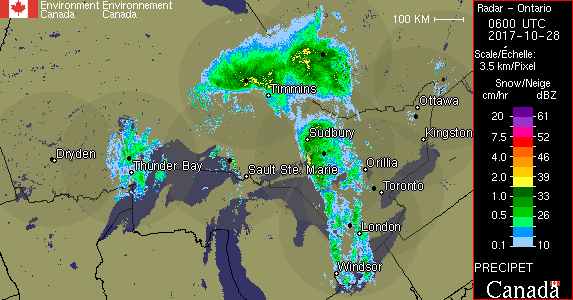 Environment Environnement
Canada Canada
100 KM
Radar - Ontario
0600 UTC
2017-10-28
Scale/Échelle:
3.5 km/Pixel
Snow/Neige
cm/hr dBZ
20 61
7.5 52
4.0 46
2.0 39
1.0 33
0.5 26
0.1 10
PRECIPET
Canada
Timmins
Ottawa
Sudbury
Kingston
Dryden
Thunder Bay
Sault Ste. Marie
Orillia
Toronto
London
Windsor